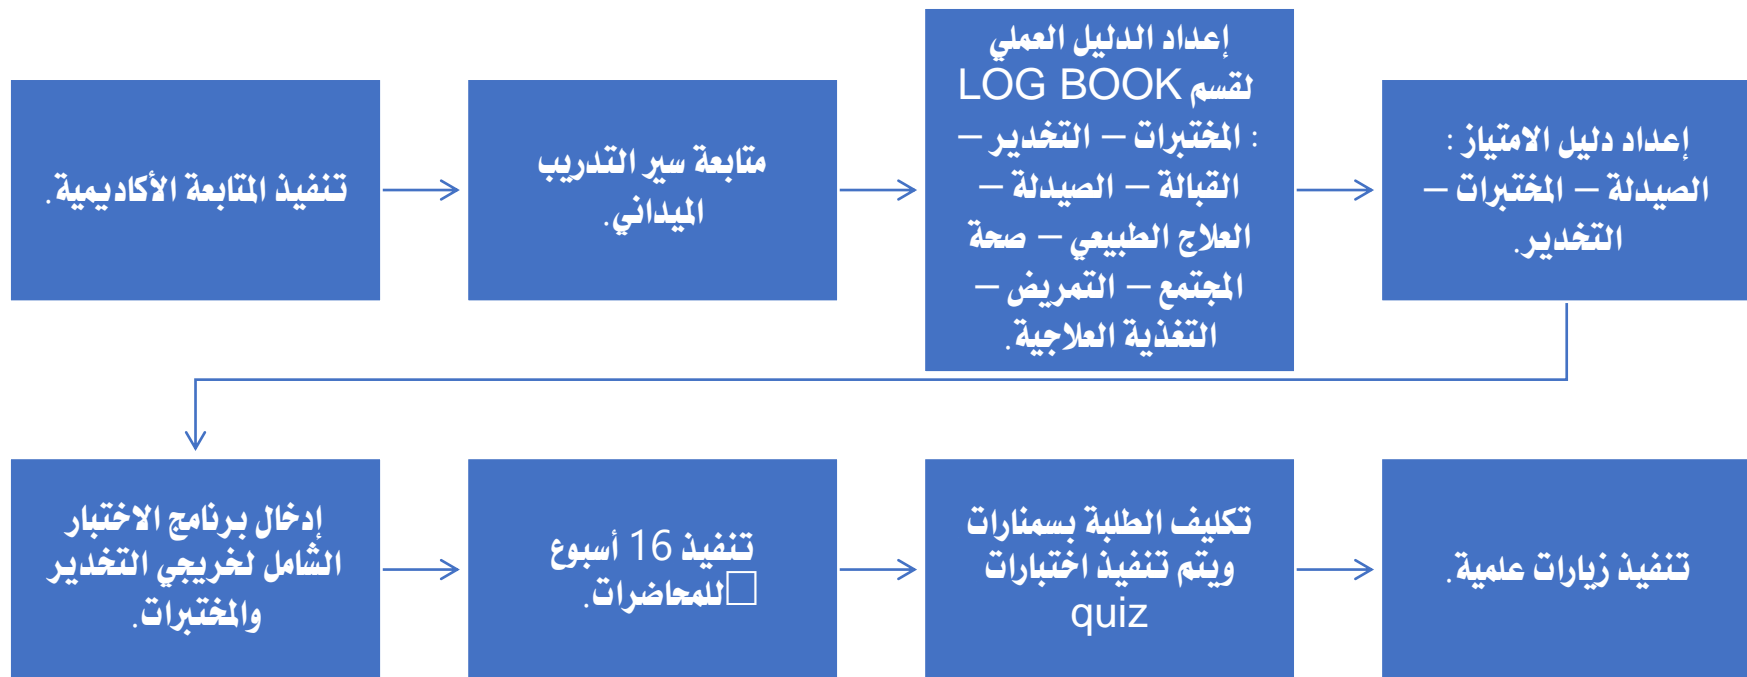 تنفيذ المتابعة الأكاديمية.
متابعة سير التدريب
الميداني.
إعداد الدليل العملي
لقسم LOG BOOK
: المختبرات – التخدير –
القبالة – الصيدلة –
العلاج الطبيعي – صحة
المجتمع – التمريض –
التغذية العلاجية.
إعداد دليل الامتياز :
الصيدلة – المختبرات –
التخدير.
إدخال برنامج الاختبار
الشامل لخريجي التخدير
والمختبرات.
تنفيذ 16 أسبوع
للمحاضرات.
تكليف الطلبة بسمنارات
ويتم تنفيذ اختبارات
quiz
تنفيذ زيارات علمية.